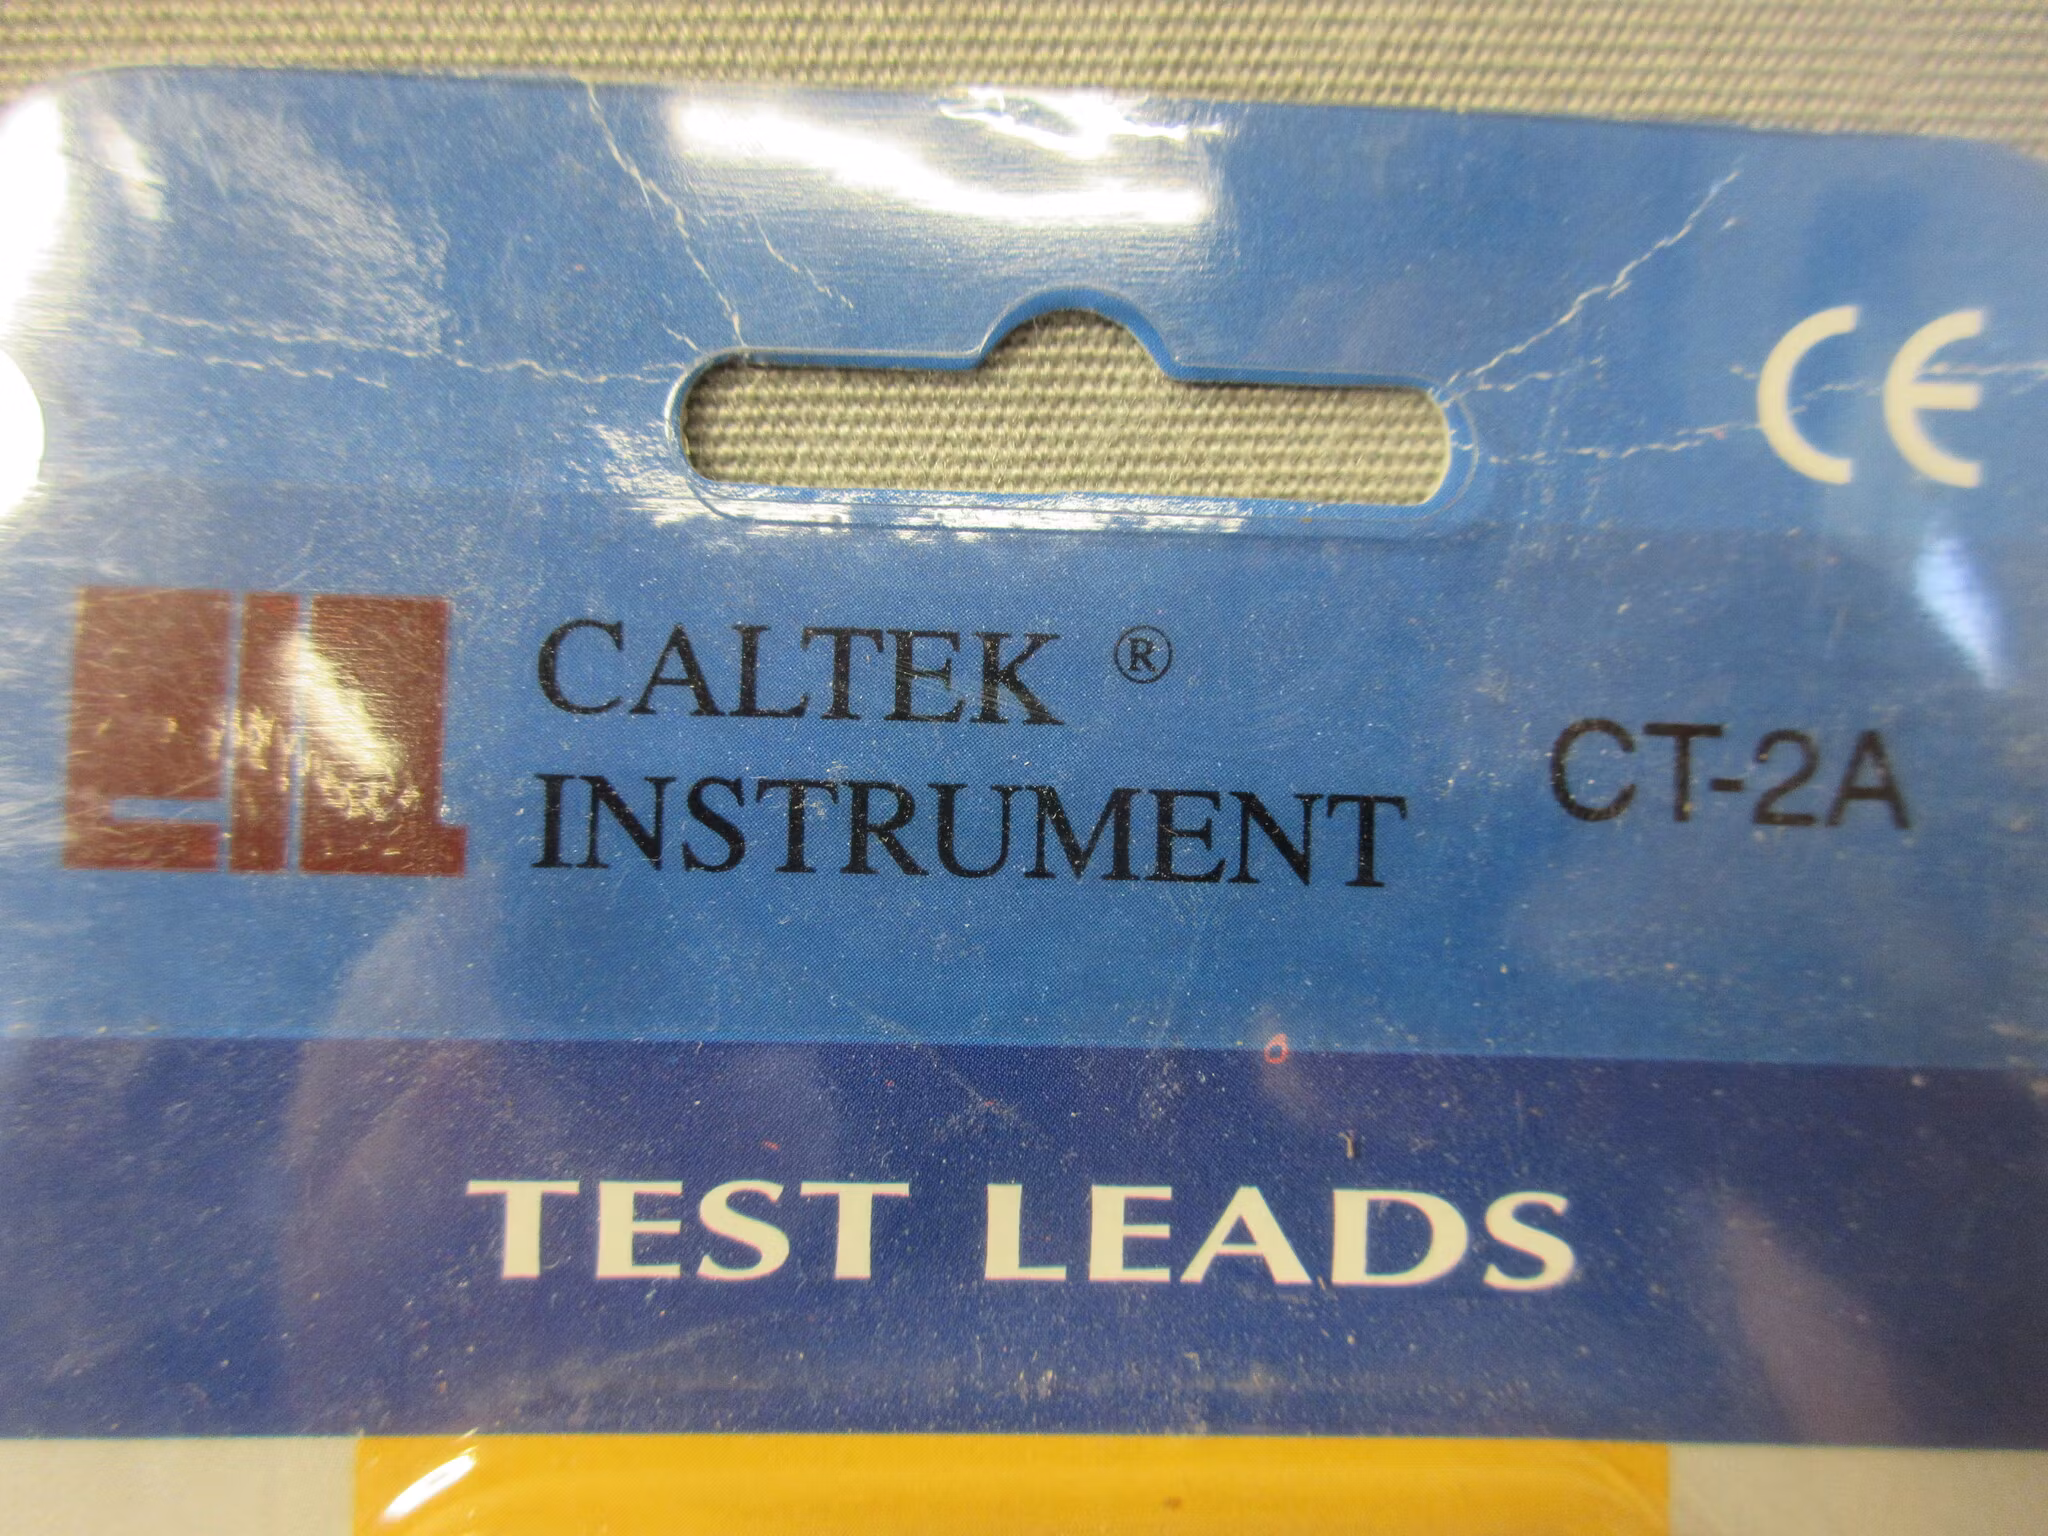 CE
CALTEK ®
INSTRUMENT
CT-2A
TEST LEADS